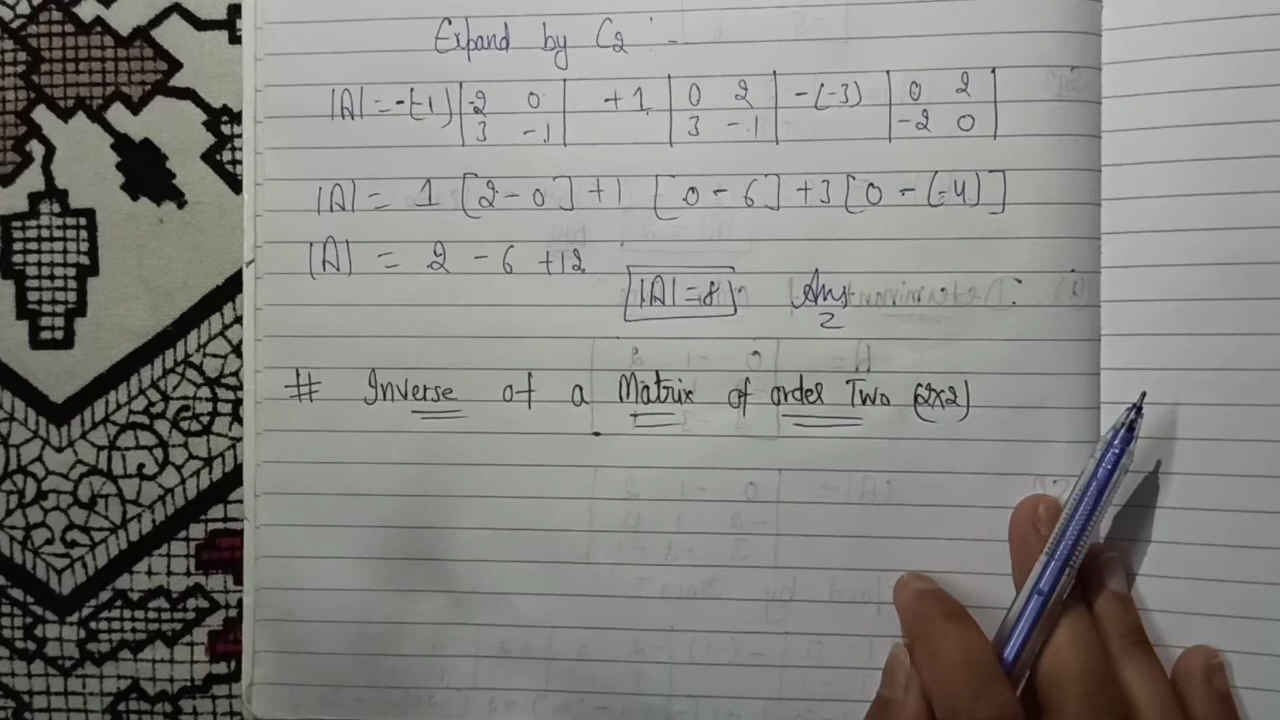 Expand by C2 :-
|A| = -(-1) | -2 0 | + 1 | 0 2 | - (-3) | 0 2 |
3 -1 3 -1 -2 0
|A| = 1 [2 - 0] + 1 [0 - 6] + 3 [0 - (-4)]
|A| = 2 - 6 + 12
|A| = 8 Ans :
# Inverse of a Matrix of order Two (2x2)